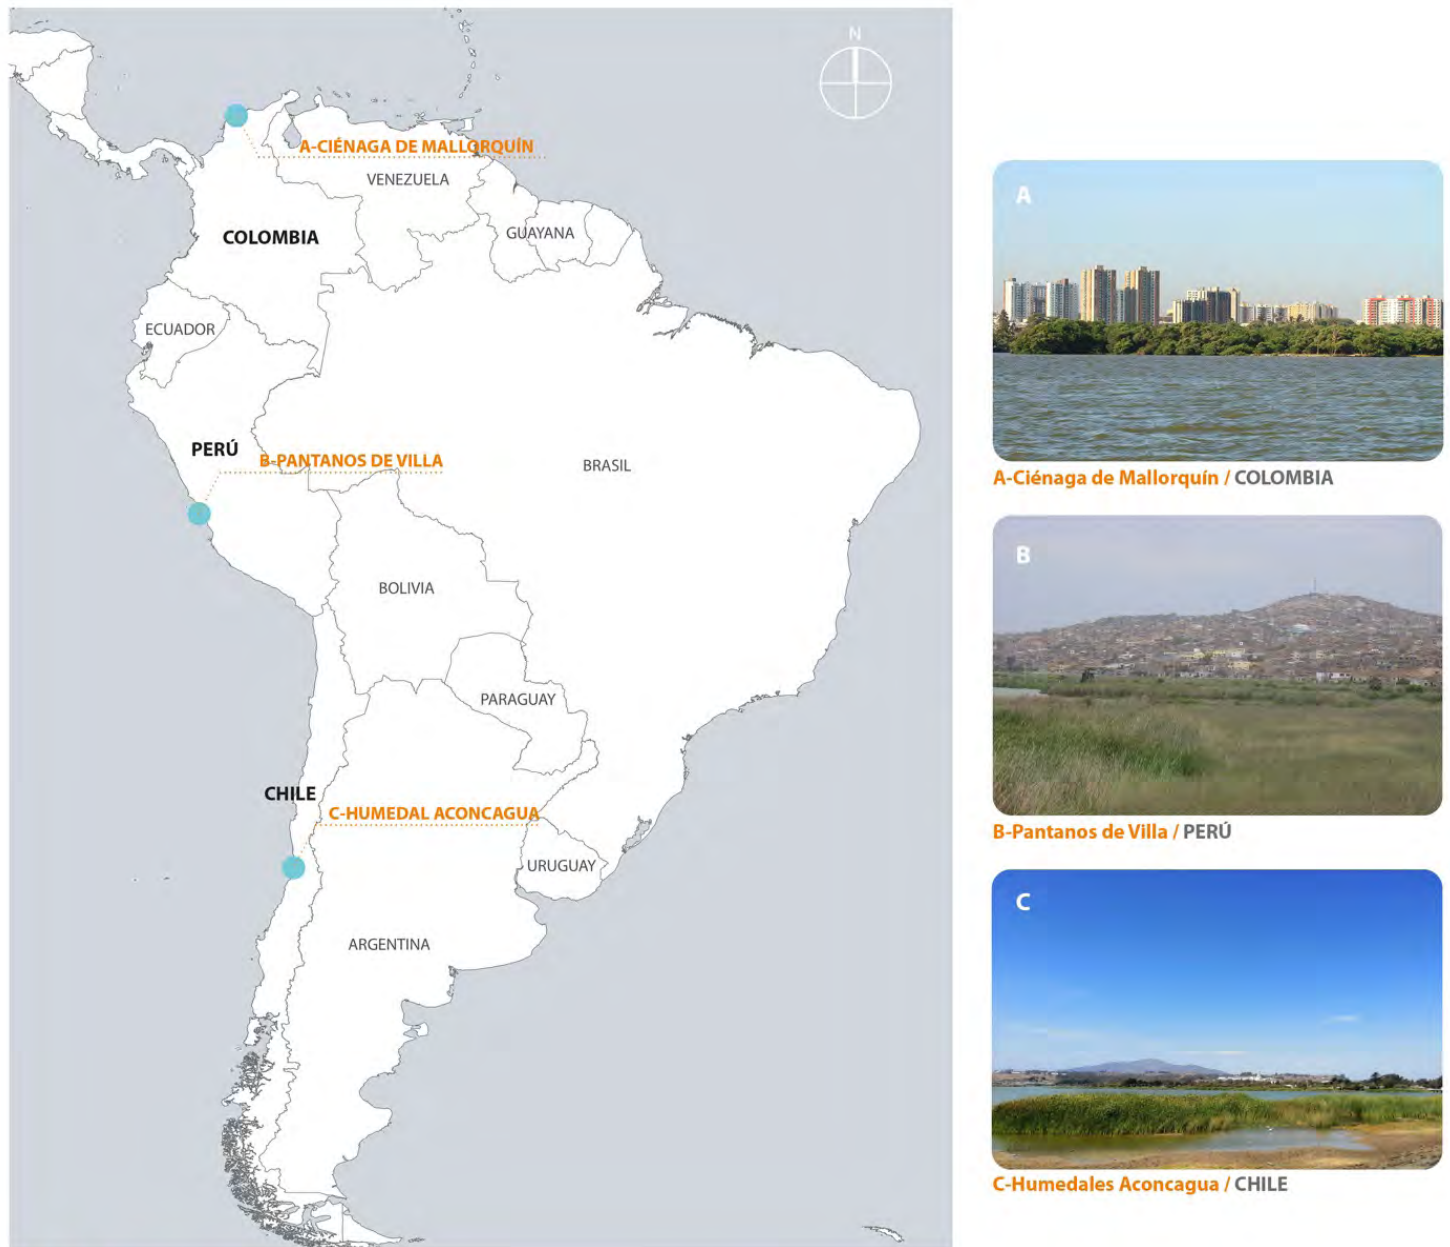 N
A-CIÉNAGA DE MALLORQUÍN
VENEZUELA
GUAYANA
COLOMBIA
ECUADOR
PERÚ
B-PANTANOS DE VILLA
BRASIL
BOLIVIA
PARAGUAY
CHILE
C-HUMEDAL ACONCAGUA
URUGUAY
ARGENTINA
A
A-Ciénaga de Mallorquín / COLOMBIA
B
B-Pantanos de Villa / PERÚ
C
C-Humedales Aconcagua / CHILE